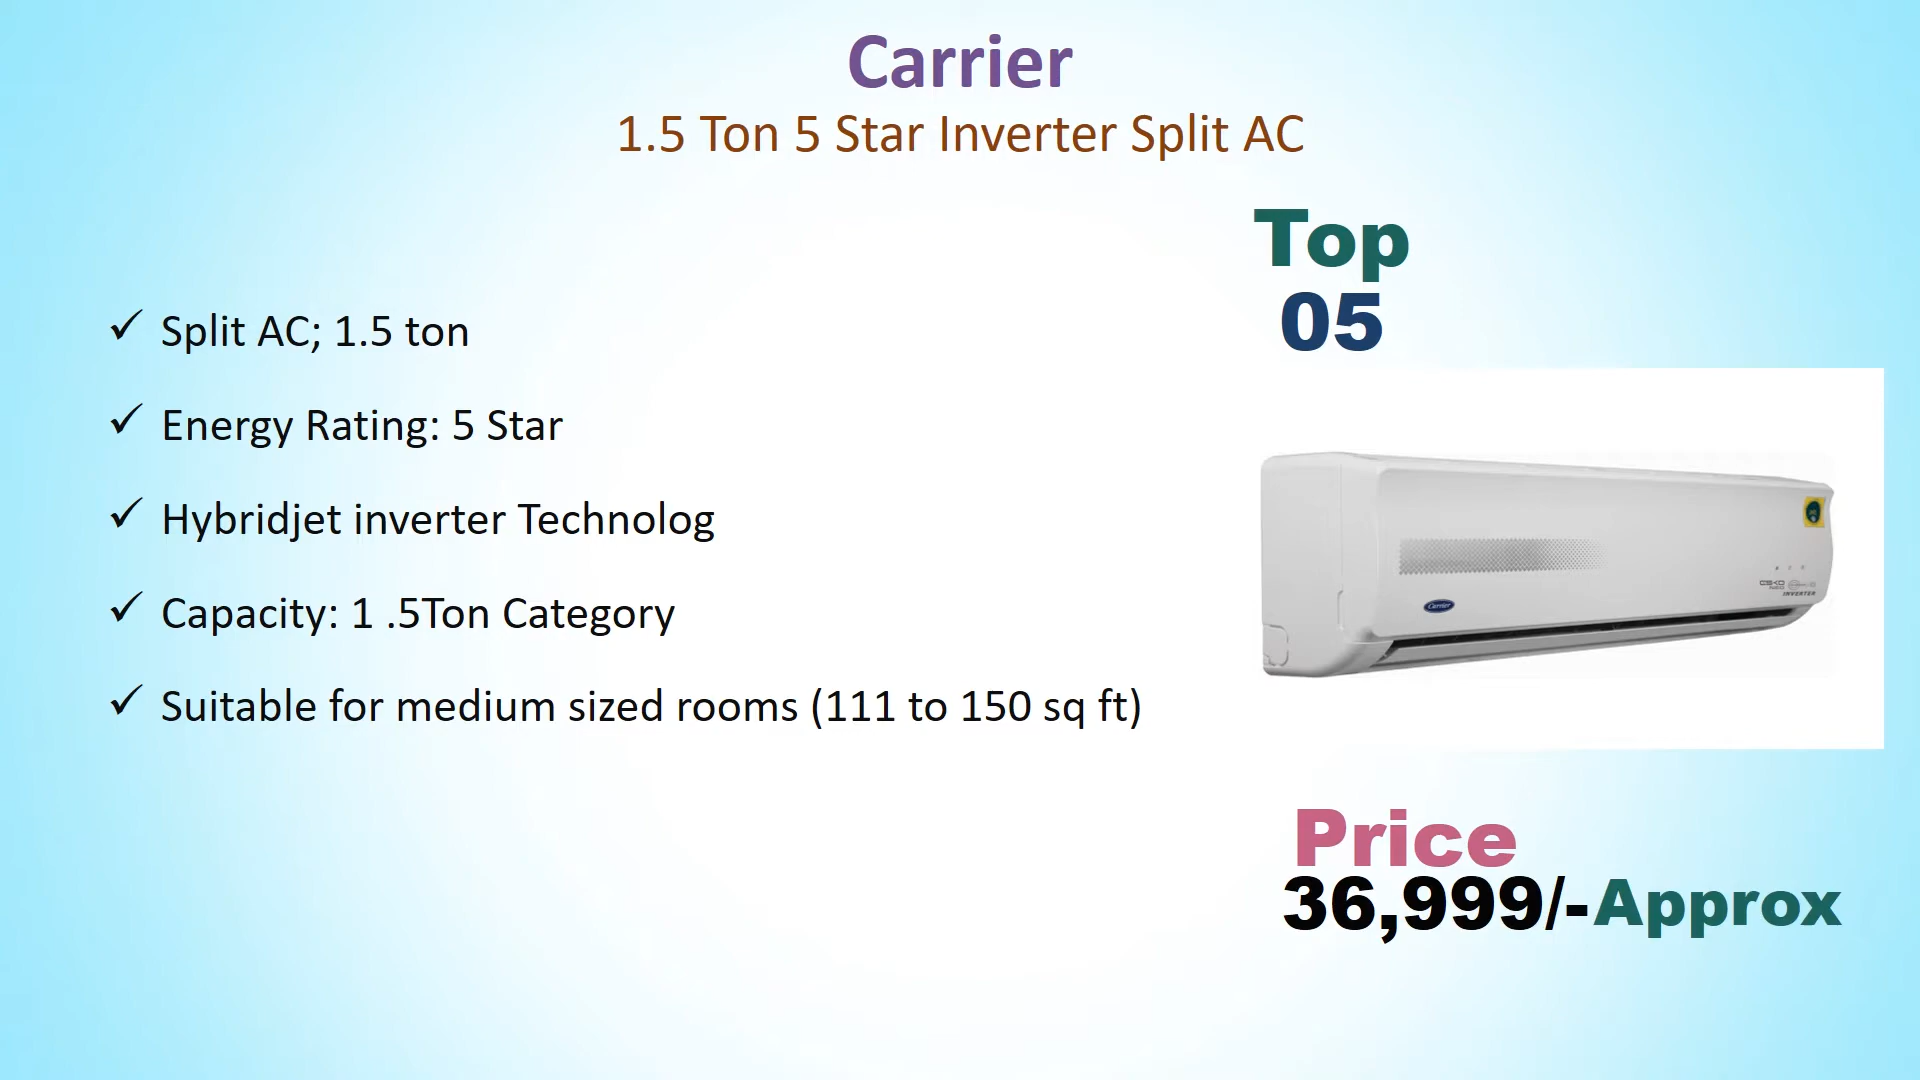 Carrier
1.5 Ton 5 Star Inverter Split AC
Top
05
✓ Split AC; 1.5 ton
✓ Energy Rating: 5 Star
✓ Hybridjet inverter Technolog
✓ Capacity: 1 .5Ton Category
✓ Suitable for medium sized rooms (111 to 150 sq ft)
Carrier
INVERTER
Price
36,999/-Approx